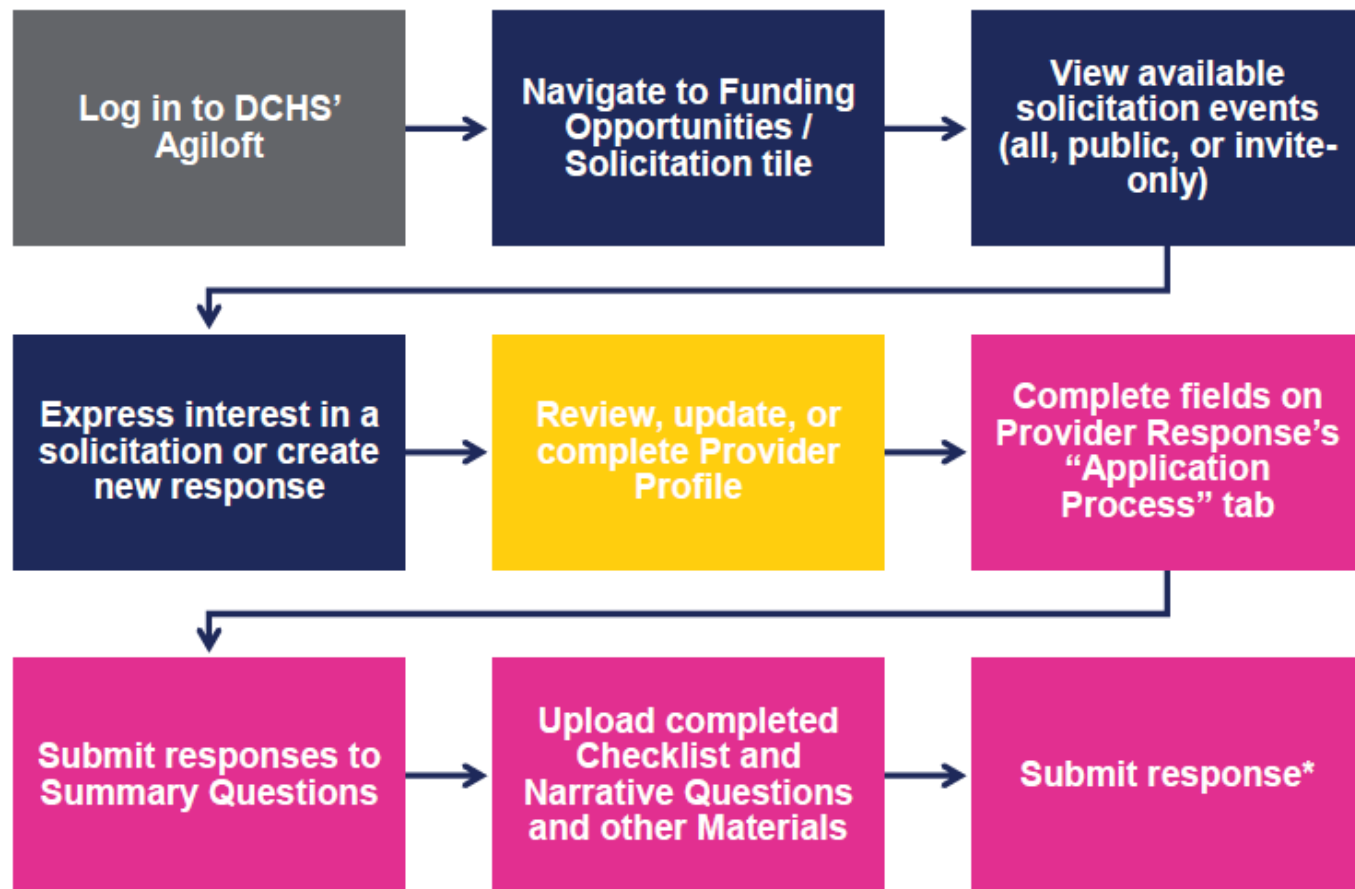 Log in to DCHS’
Agiloft
Navigate to Funding
Opportunities /
Solicitation tile
View available
solicitation events
(all, public, or invite-
only)
Express interest in a
solicitation or create
new response
Review, update, or
complete Provider
Profile
Complete fields on
Provider Response’s
“Application
Process” tab
Submit responses to
Summary Questions
Upload completed
Checklist and
Narrative Questions
and other Materials
Submit response*